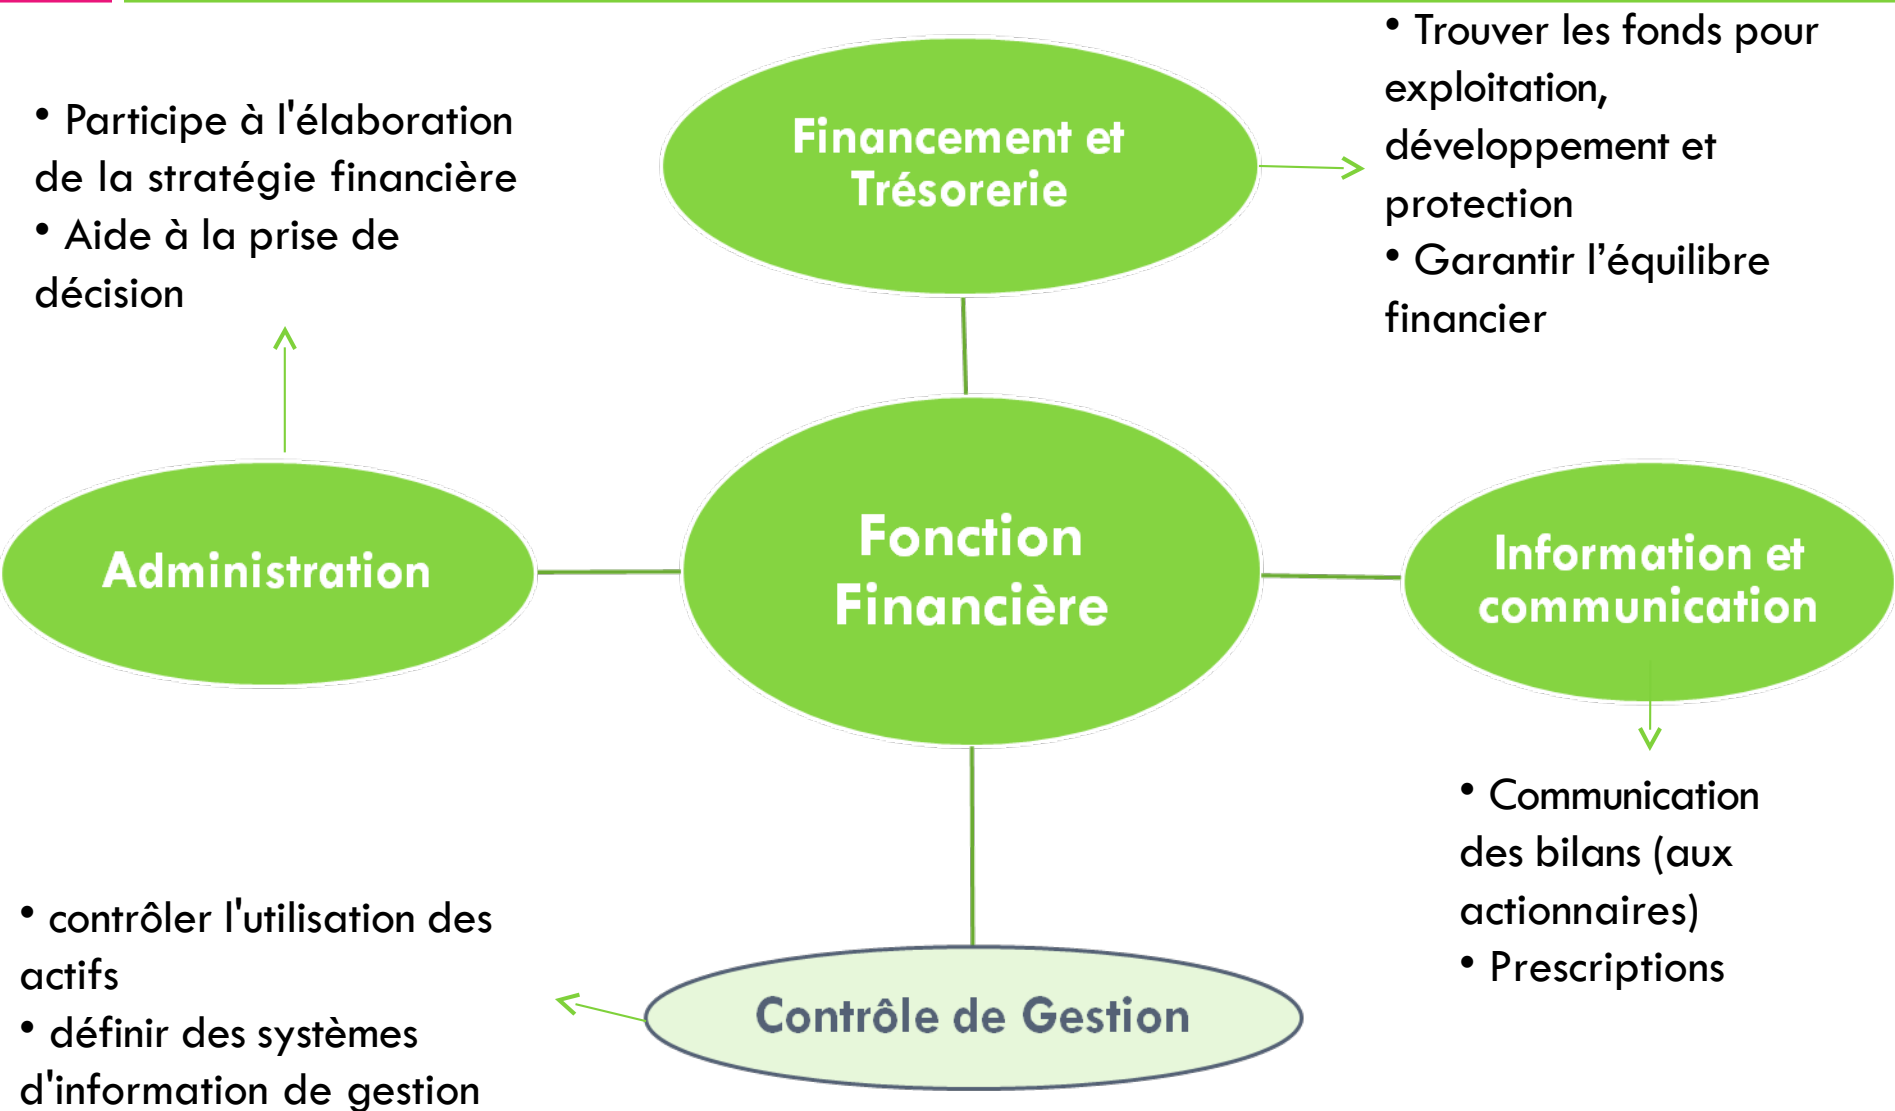 • Participe à l'élaboration
de la stratégie financière
• Aide à la prise de
décision
Financement et
Trésorerie
• Trouver les fonds pour
exploitation,
développement et
protection
• Garantir l’équilibre
financier
Administration
Fonction
Financière
Information et
communication
• Communication
des bilans (aux
actionnaires)
• Prescriptions
• contrôler l'utilisation des
actifs
• définir des systèmes
d'information de gestion
Contrôle de Gestion